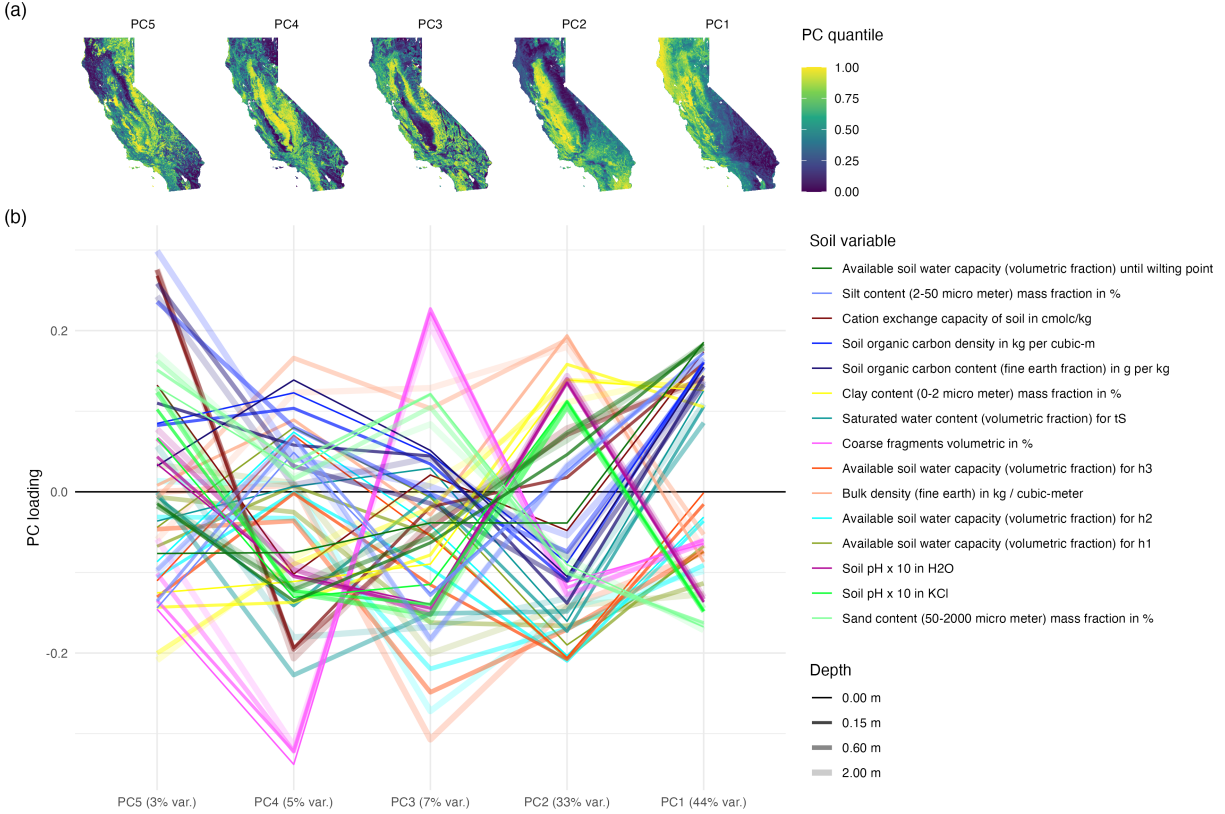 (a)
PC5
PC4
PC3
PC2
PC1
PC quantile
1.00
0.75
0.50
0.25
0.00
(b)
PC loading
0.2
0.0
-0.2
PC5 (3% var.)
PC4 (5% var.)
PC3 (7% var.)
PC2 (33% var.)
PC1 (44% var.)
Soil variable
Available soil water capacity (volumetric fraction) until wilting point
Silt content (2-50 micro meter) mass fraction in %
Cation exchange capacity of soil in cmolc/kg
Soil organic carbon density in kg per cubic-m
Soil organic carbon content (fine earth fraction) in g per kg
Clay content (0-2 micro meter) mass fraction in %
Saturated water content (volumetric fraction) for tS
Coarse fragments volumetric in %
Available soil water capacity (volumetric fraction) for h3
Bulk density (fine earth) in kg / cubic-meter
Available soil water capacity (volumetric fraction) for h2
Available soil water capacity (volumetric fraction) for h1
Soil pH x 10 in H2O
Soil pH x 10 in KCl
Sand content (50-2000 micro meter) mass fraction in %
Depth
0.00 m
0.15 m
0.60 m
2.00 m